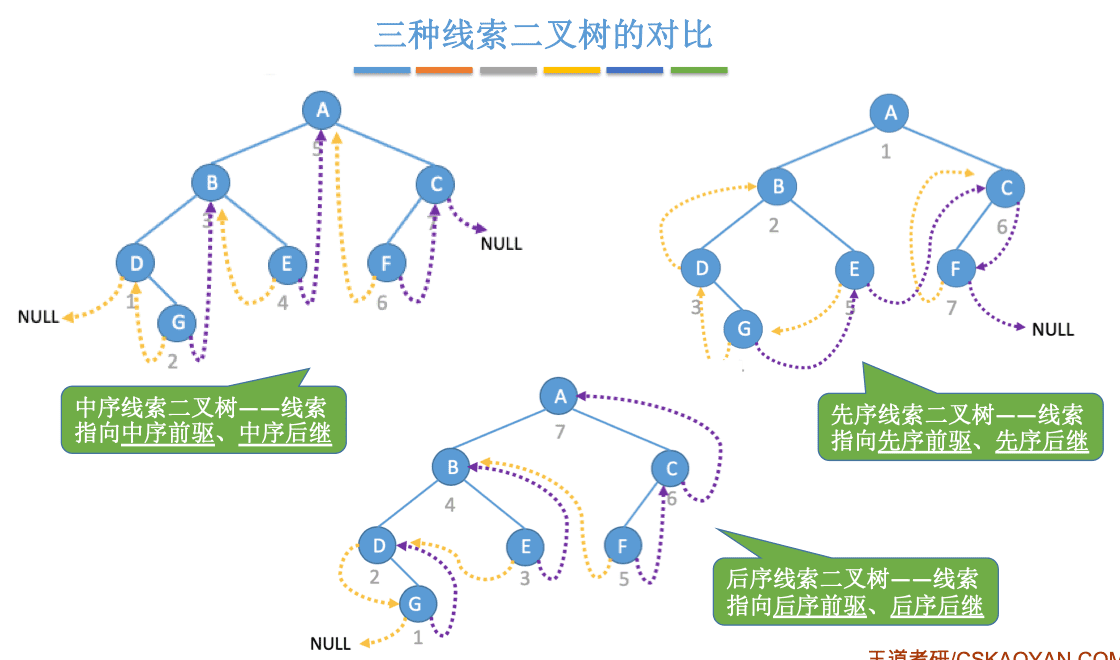 三种线索二叉树的对比
A
5
B
3
C
7
NULL
D
1
E
4
F
6
NULL
G
2
中序线索二叉树——线索
指向中序前驱、中序后继
A
1
B
2
C
6
D
3
E
5
F
7
G
NULL
先序线索二叉树——线索
指向先序前驱、先序后继
A
7
B
4
C
6
D
2
E
3
F
5
G
1
NULL
后序线索二叉树——线索
指向后序前驱、后序后继
王道考研/CSKAOYAN.COM